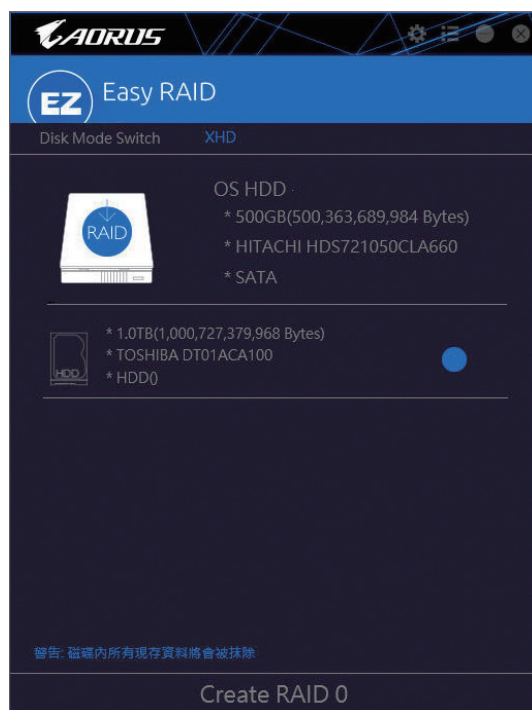 AORUS
EZ Easy RAID
Disk Mode Switch XHD
OS HDD
RAID
* 500GB(500,363,689,984 Bytes)
* HITACHI HDS721050CLA660
* SATA
* 1.0TB(1,000,727,379,968 Bytes)
* TOSHIBA DT01ACA100
HDD
* HDD()
警告: 磁碟內所有現存資料將會被抹除
Create RAID 0